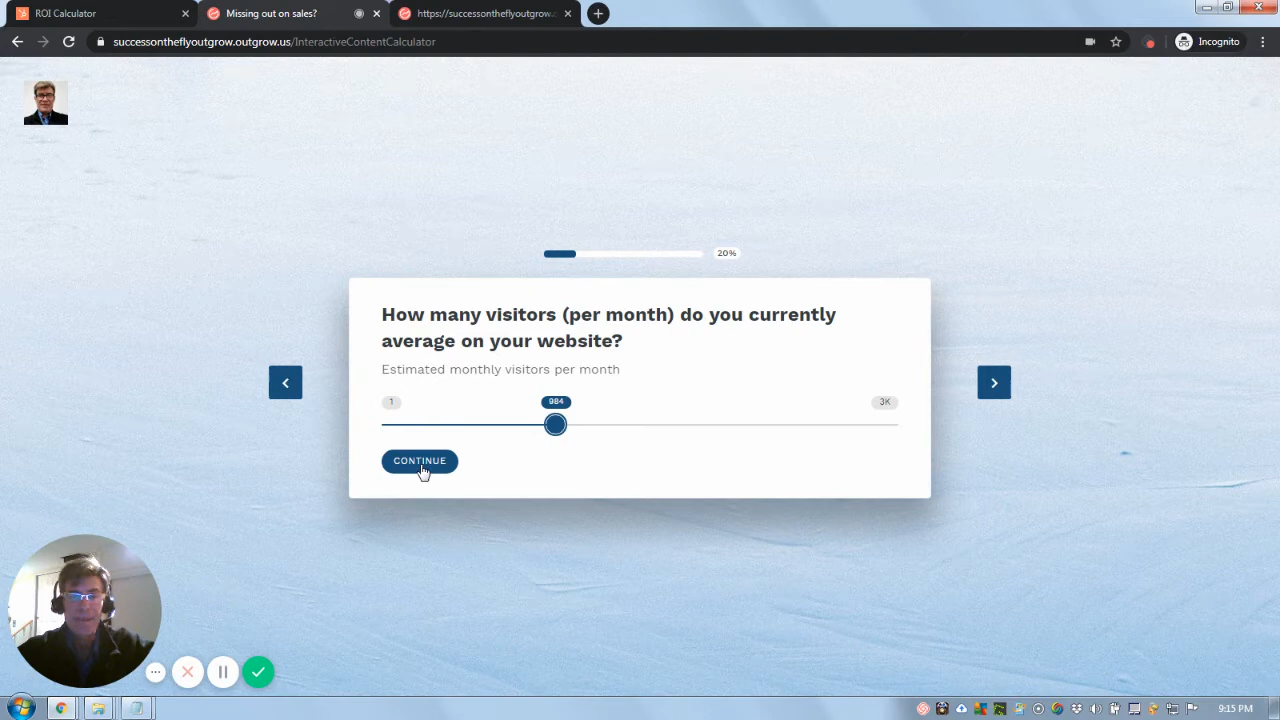 ROI Calculator
Missing out on sales?
https://successontheflyoutgrow.
successontheflyoutgrow.outgrow.us/InteractiveContentCalculator
Incognito
20%
How many visitors (per month) do you currently
average on your website?
Estimated monthly visitors per month
1
984
3K
CONTINUE
9:15 PM